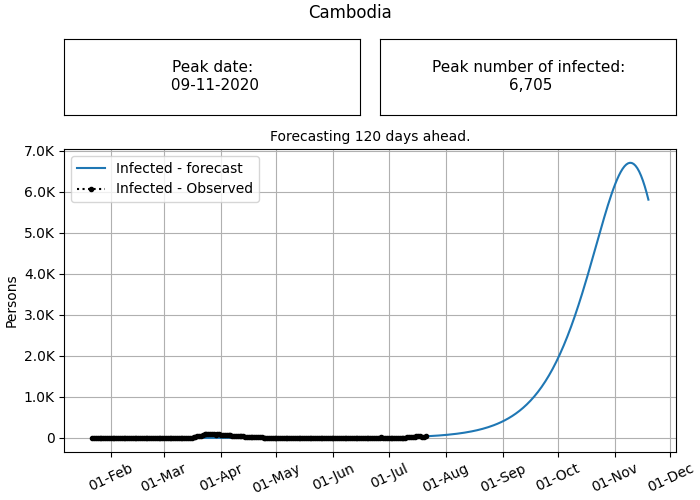 Cambodia
Peak date:
09-11-2020
Peak number of infected:
6,705
Forecasting 120 days ahead.
7.0K
6.0K
5.0K
4.0K
3.0K
2.0K
1.0K
0
Persons
Infected - forecast
Infected - Observed
01-Feb
01-Mar
01-Apr
01-May
01-Jun
01-Jul
01-Aug
01-Sep
01-Oct
01-Nov
01-Dec